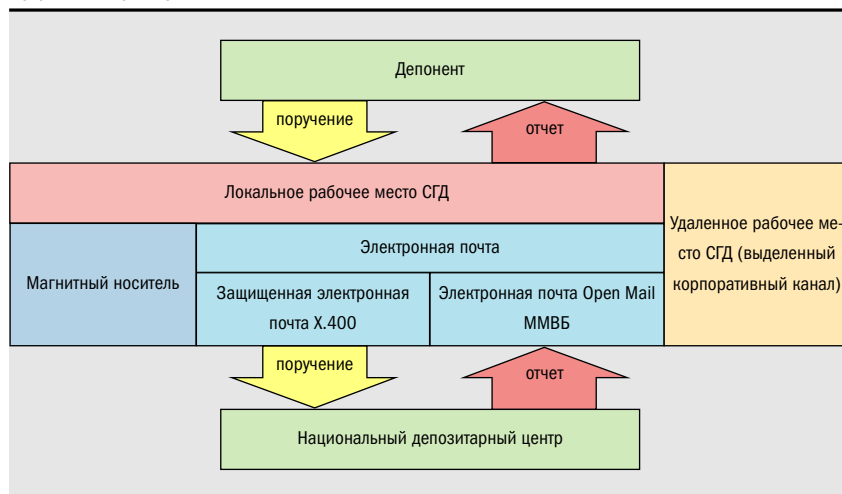 Депонент
поручение
отчет
Локальное рабочее место СГД
Удаленное рабочее ме-
сто СГД (выделенный
корпоративный канал)
Магнитный носитель
Электронная почта
Защищенная электронная
почта X.400
Электронная почта Open Mail
ММВБ
поручение
отчет
Национальный депозитарный центр